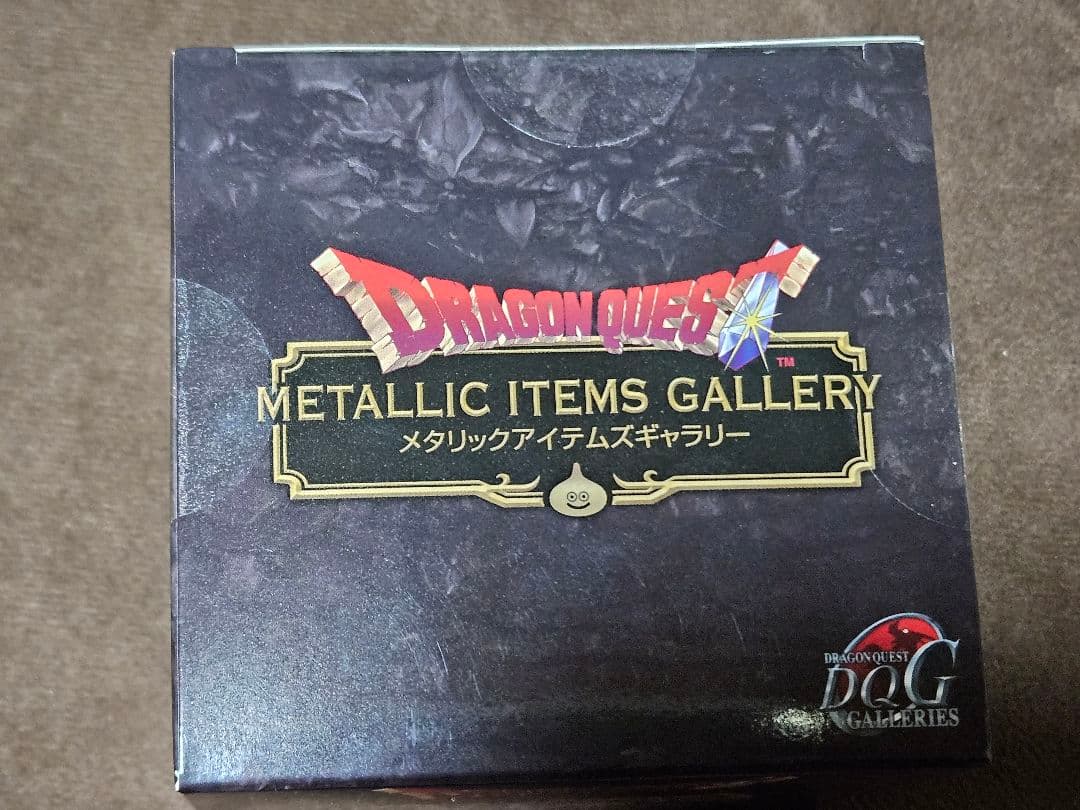 DRAGON QUEST
TM
METALLIC ITEMS GALLERY
メタリックアイテムズギャラリー
DRAGON QUEST
DQG
GALLERIES